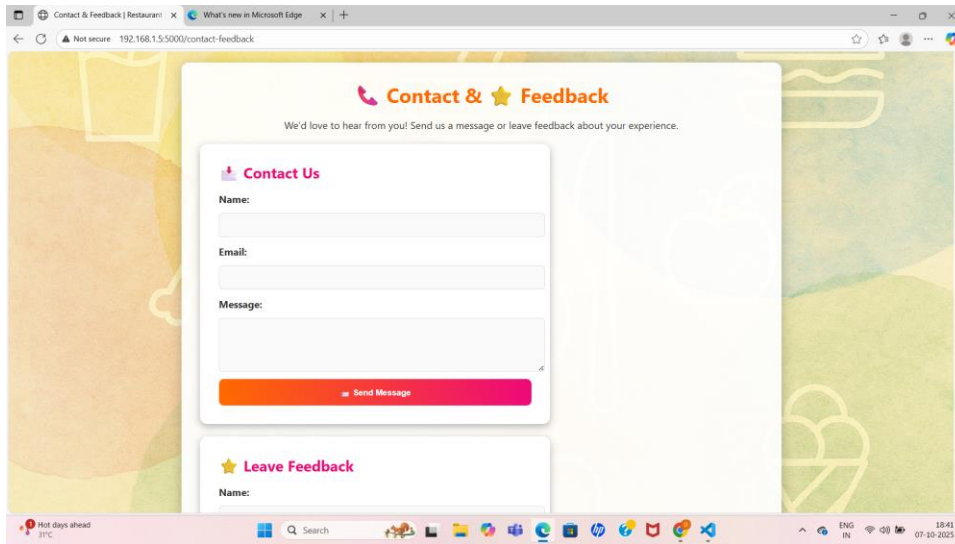 Contact & Feedback | Restaurant
What's new in Microsoft Edge
Not secure 192.168.1.5:5000/contact-feedback
Contact & Feedback
We'd love to hear from you! Send us a message or leave feedback about your experience.
Contact Us
Name:
Email:
Message:
Send Message
Leave Feedback
Name:
1 Hot days ahead
31°C
Search
ENG
IN
18:41
07-10-2025